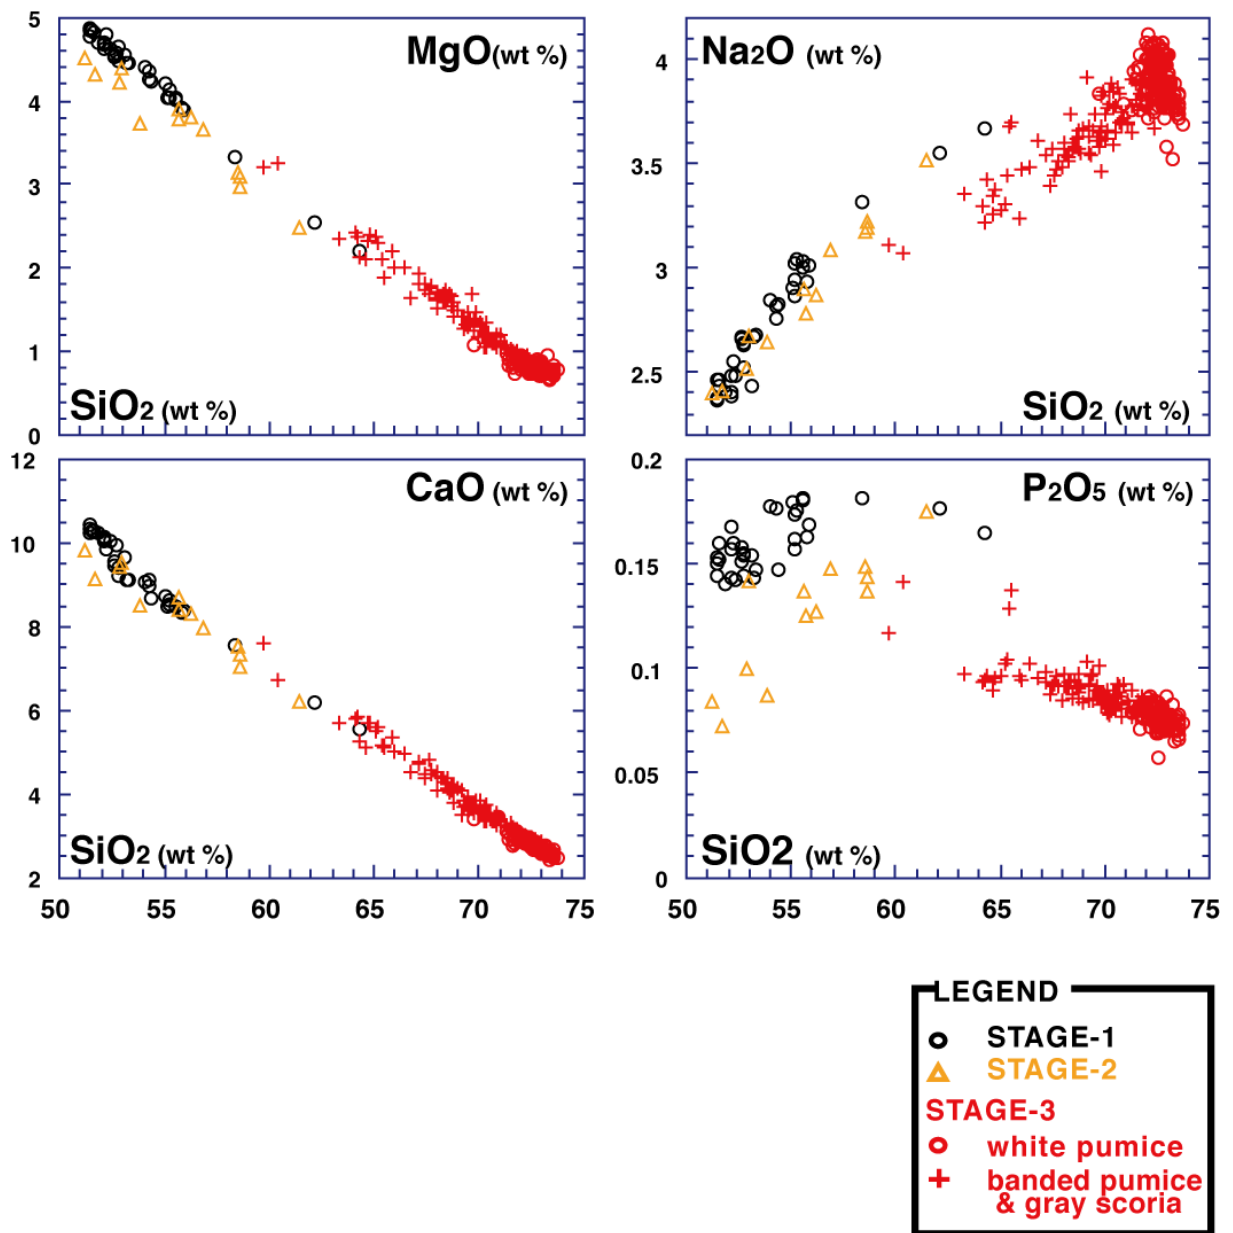 5
4
3
2
1
0
MgO(wt %)
SiO2 (wt %)
4
3.5
3
2.5
Na2O (wt %)
SiO2 (wt %)
12
10
8
6
4
2
CaO (wt %)
SiO2 (wt %)
50 55 60 65 70 75
0.2
0.15
0.1
0.05
0
P2O5 (wt %)
SiO2 (wt %)
50 55 60 65 70 75
LEGEND
STAGE-1
STAGE-2
STAGE-3
white pumice
banded pumice
& gray scoria